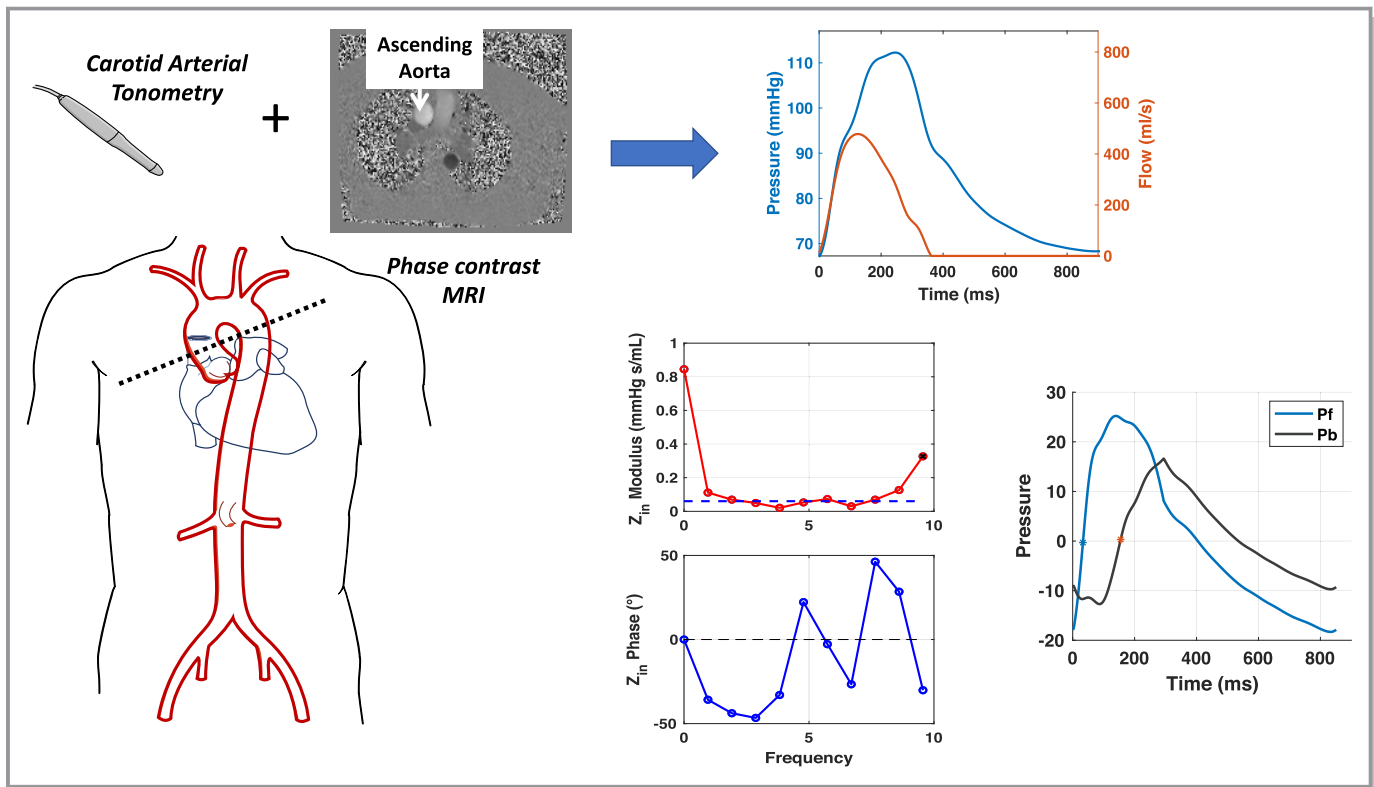 Carotid Arterial
Tonometry
+
Ascending
Aorta
Phase contrast
MRI
Pressure (mmHg)
110
100
90
80
70
Flow (ml/s)
800
600
400
200
0
0 200 400 600 800
Time (ms)
Zin Modulus (mmHg s/mL)
1
0.8
0.6
0.4
0.2
0
0 5 10
Zin Phase (°)
50
0
-50
0 5 10
Frequency
Pressure
30
20
10
0
-10
-20
Pf
Pb
0 200 400 600 800
Time (ms)